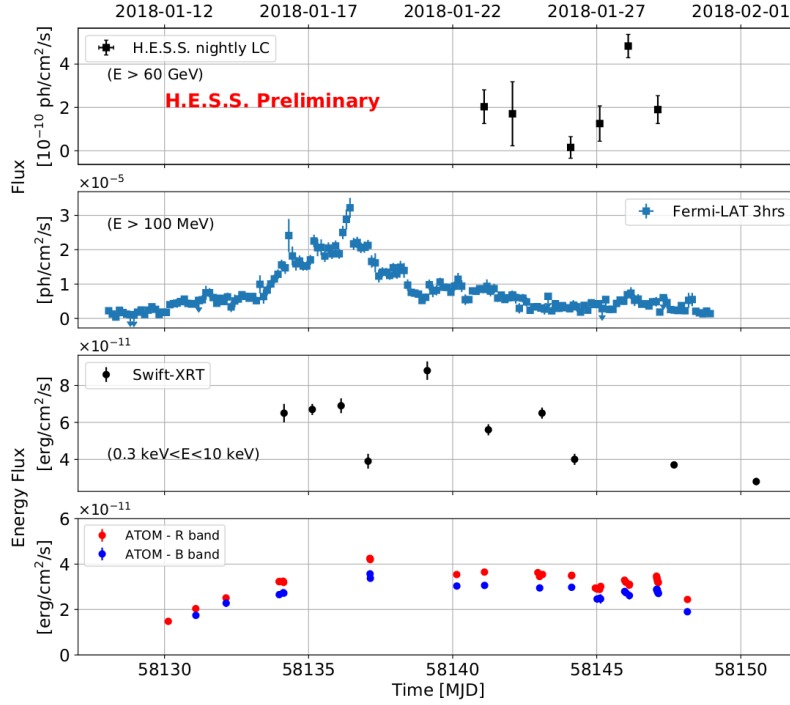 2018-01-12 2018-01-17 2018-01-22 2018-01-27 2018-02-01
H.E.S.S. nightly LC
(E > 60 GeV)
H.E.S.S. Preliminary
4
2
0
[10⁻¹⁰ ph/cm²/s]
Flux
×10⁻⁵
Fermi-LAT 3hrs
(E > 100 MeV)
3
2
1
0
[ph/cm²/s]
×10⁻¹¹
Swift-XRT
(0.3 keV<E<10 keV)
8
6
4
[erg/cm²/s]
Energy Flux
×10⁻¹¹
ATOM - R band
ATOM - B band
6
4
2
0
[erg/cm²/s]
58130 58135 58140 58145 58150
Time [MJD]